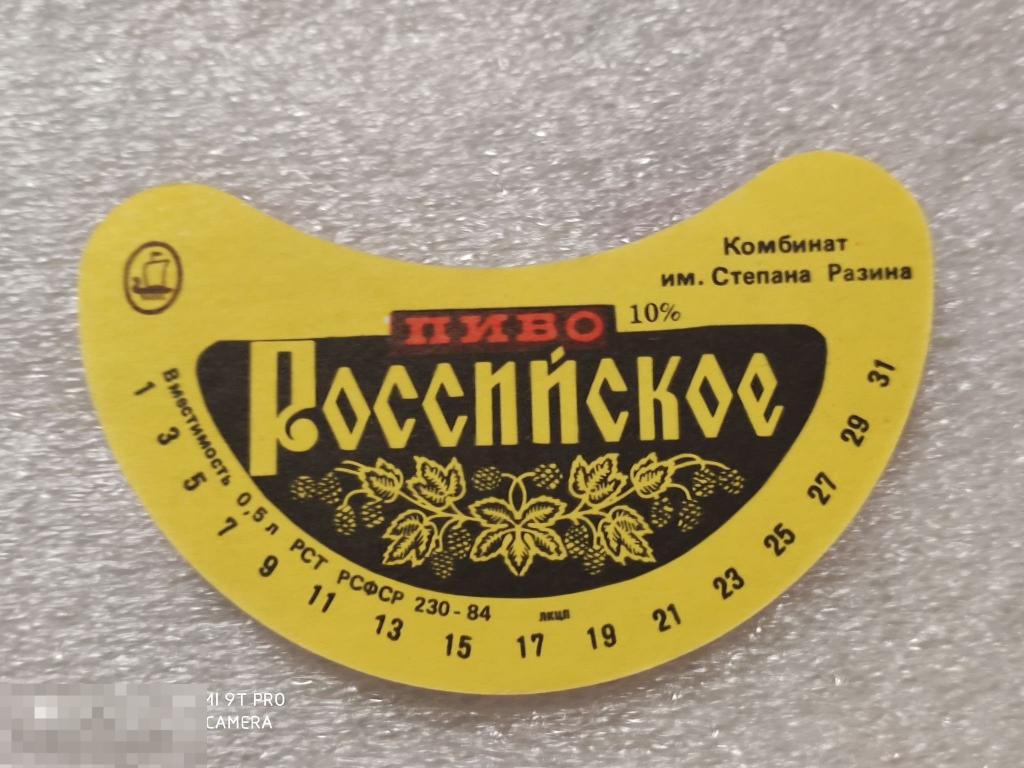 Комбинат
им. Степана Разина
ПИВО 10%
Российское
Вместимость 0,5 л РСТ РСФСР 230-84 ЛКЦП
1 3 5 7 9 11 13 15 17 19 21 23 25 27 29 31
MI 9T PRO
CAMERA